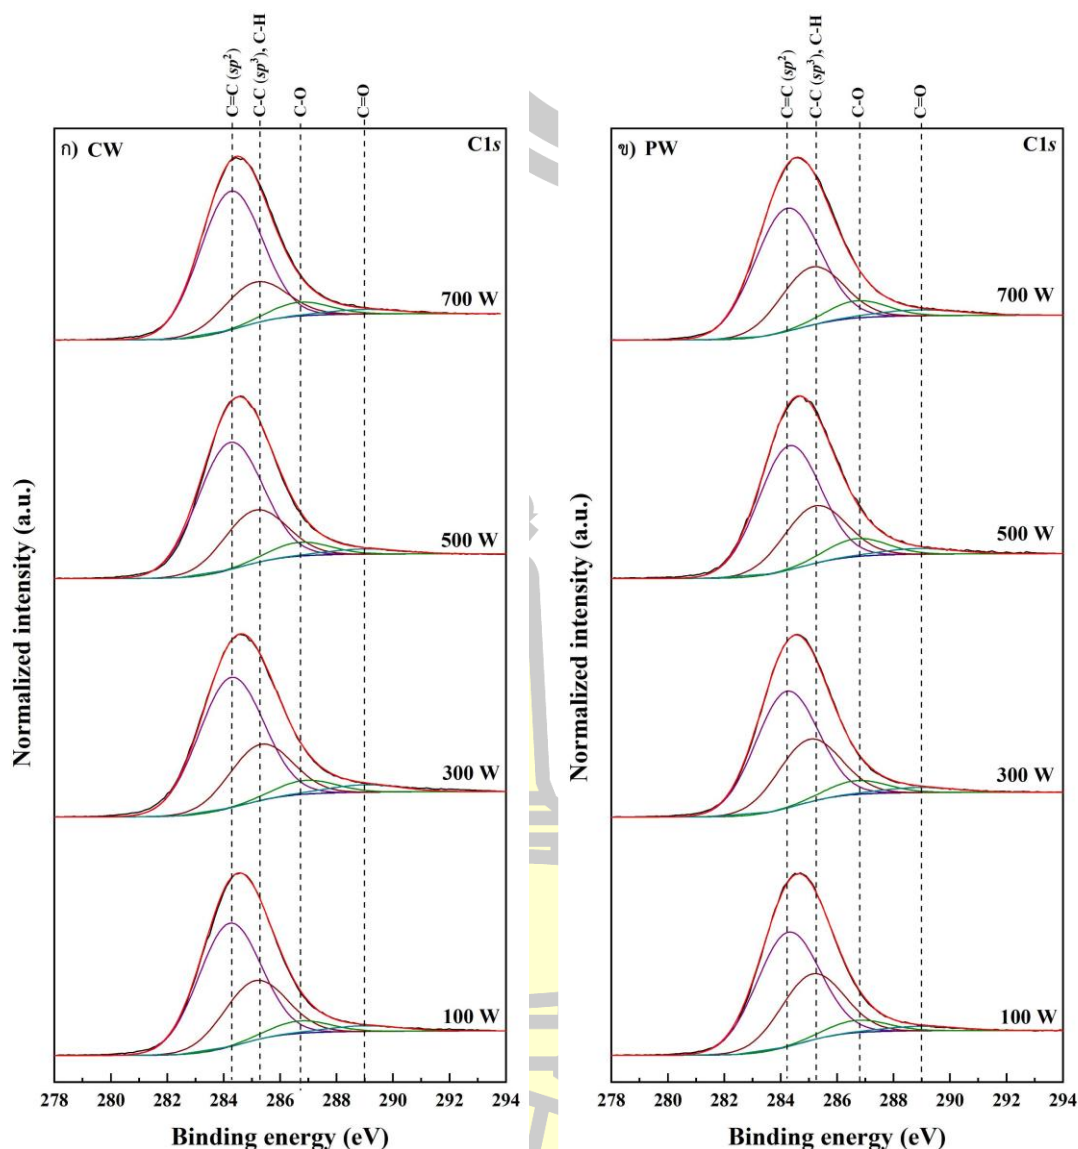 C=C (sp²)
C-C (sp³), C-H
C-O
C=O
ก) CW
C1s
700 W
500 W
300 W
100 W
Normalized intensity (a.u.)
278 280 282 284 286 288 290 292 294
Binding energy (eV)
C=C (sp²)
C-C (sp³), C-H
C-O
C=O
ข) PW
C1s
700 W
500 W
300 W
100 W
Normalized intensity (a.u.)
278 280 282 284 286 288 290 292 294
Binding energy (eV)